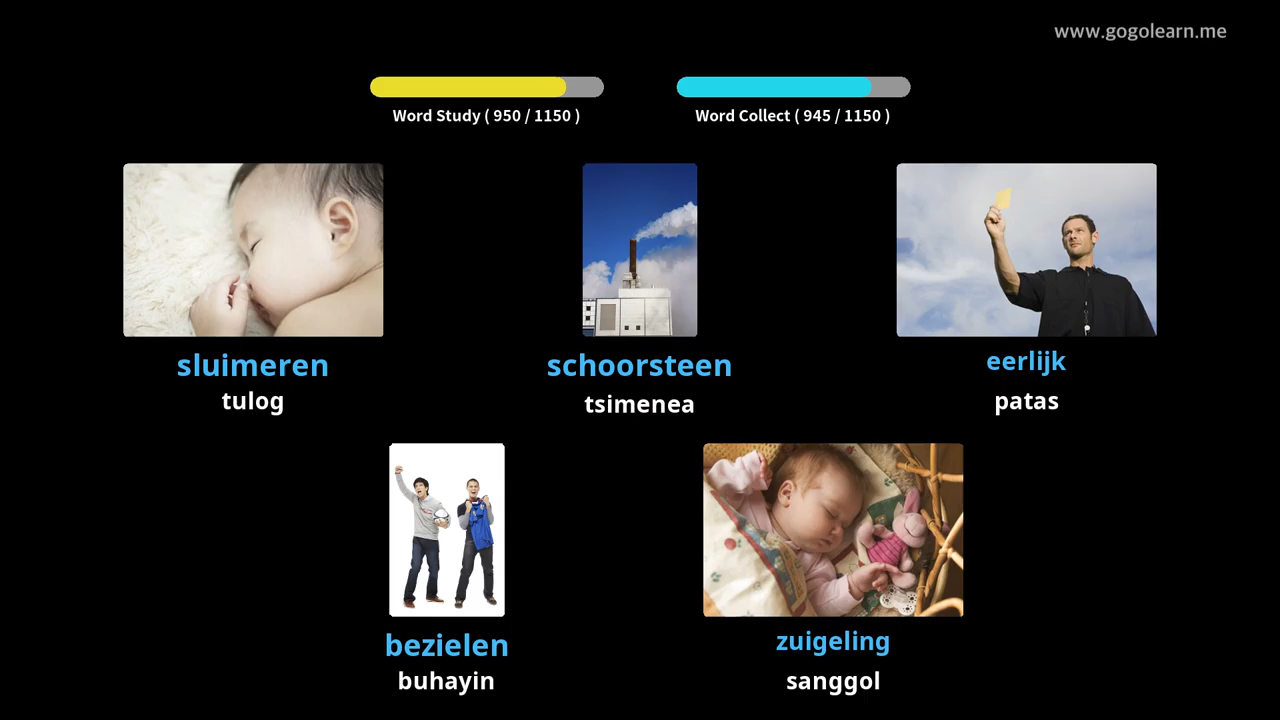 www.gogolearn.me
Word Study ( 950 / 1150 )
Word Collect ( 945 / 1150 )
sluimeren
tulog
schoorsteen
tsimenea
eerlijk
patas
bezielen
buhayin
zuigeling
sanggol